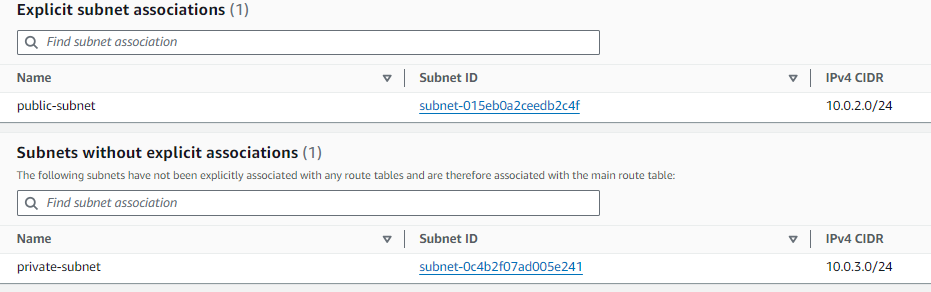 Explicit subnet associations (1)
Find subnet association
Name Subnet ID IPv4 CIDR
public-subnet subnet-015eb0a2ceedb2c4f 10.0.2.0/24
Subnets without explicit associations (1)
The following subnets have not been explicitly associated with any route tables and are therefore associated with the main route table:
Find subnet association
Name Subnet ID IPv4 CIDR
private-subnet subnet-0c4b2f07ad005e241 10.0.3.0/24